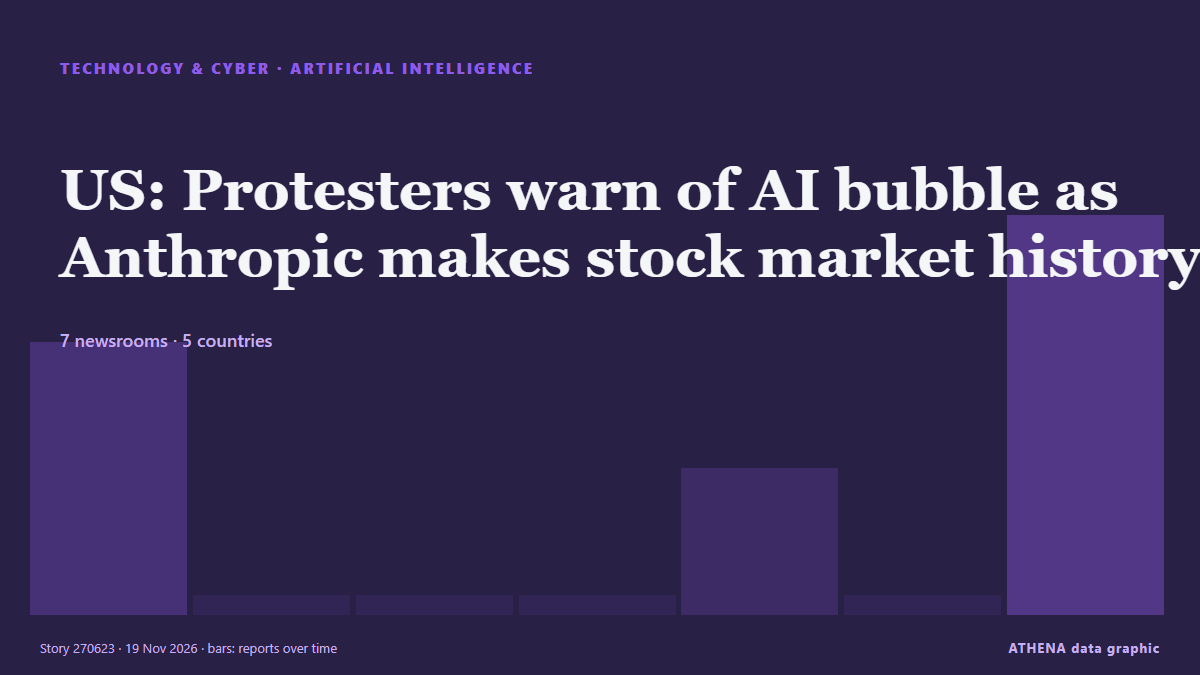 TECHNOLOGY & CYBER · ARTIFICIAL INTELLIGENCE
US: Protesters warn of AI bubble as
Anthropic makes stock market history
7 newsrooms · 5 countries
Story 270623 · 19 Nov 2026 · bars: reports over time
ATHENA data graphic